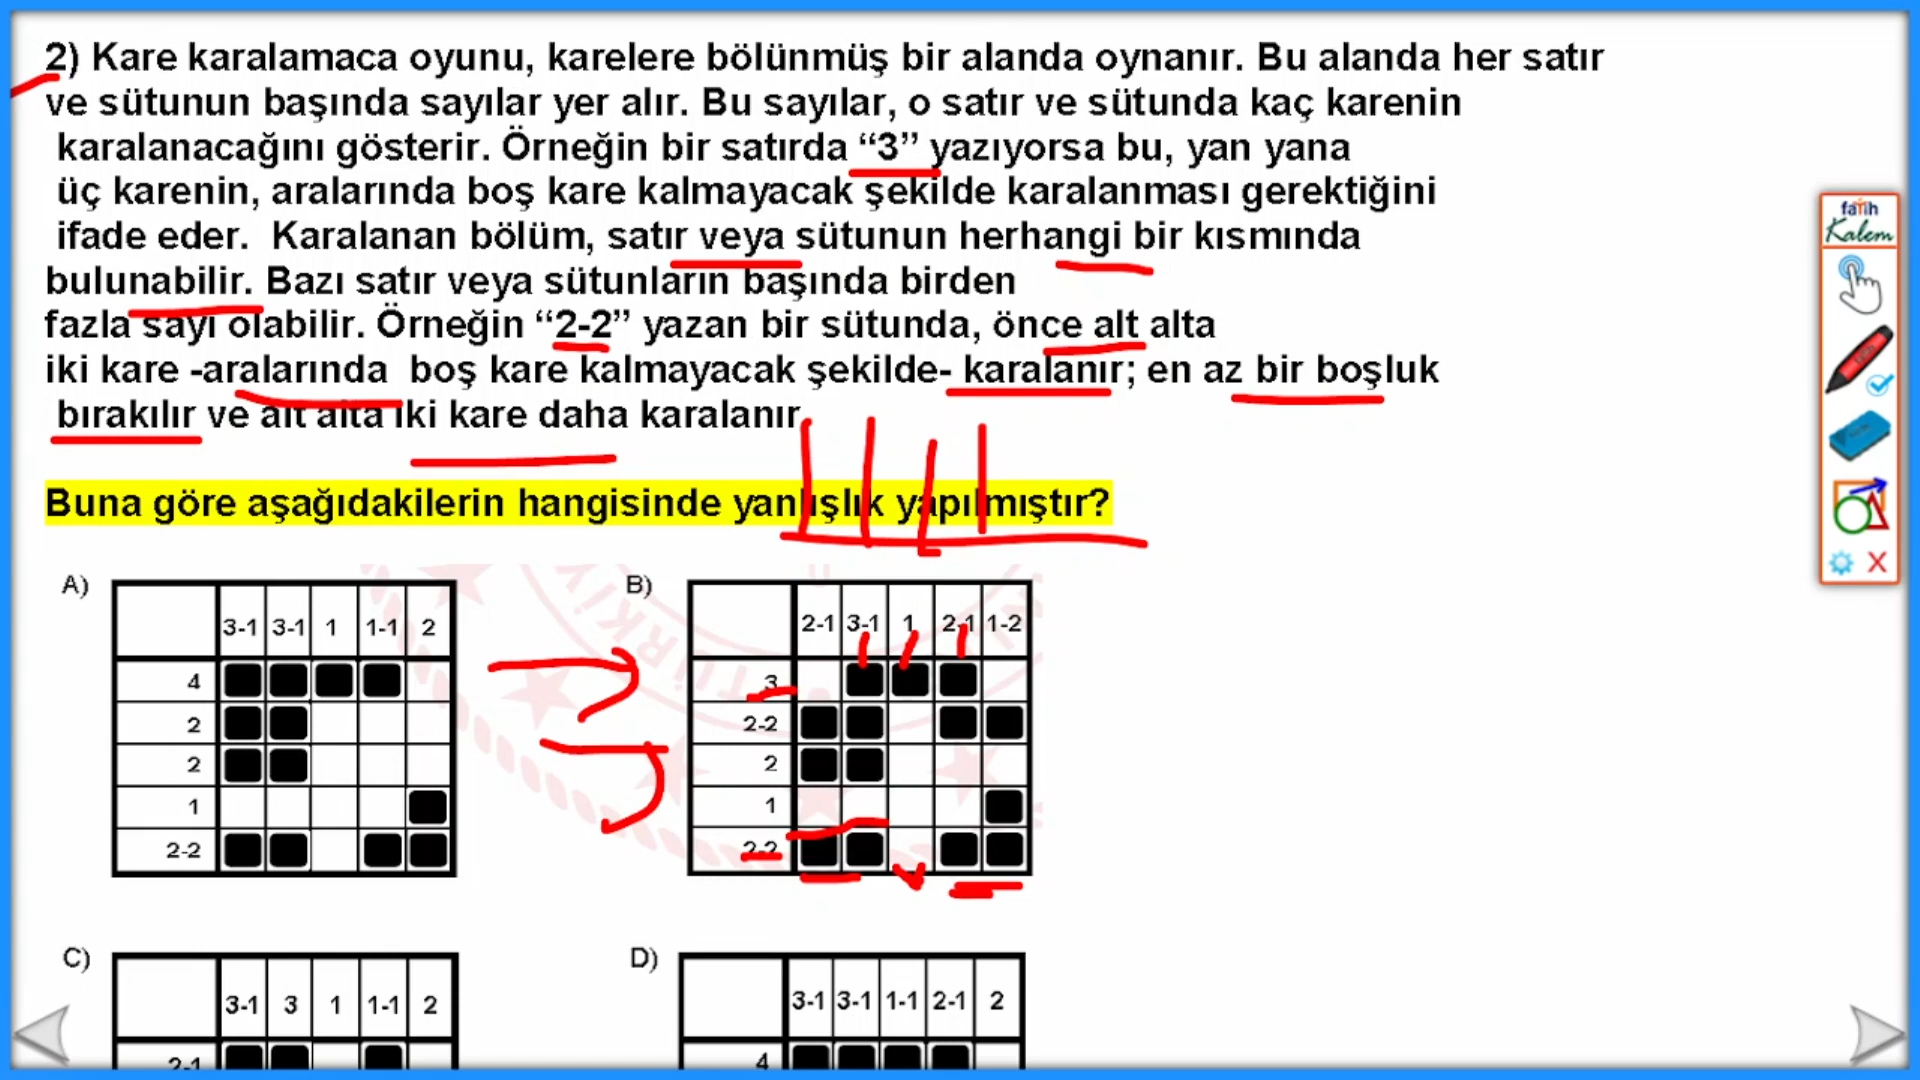 2) Kare karalamaca oyunu, karelere bölünmüş bir alanda oynanır. Bu alanda her satır
ve sütunun başında sayılar yer alır. Bu sayılar, o satır ve sütunda kaç karenin
karalanacağını gösterir. Örneğin bir satırda “3” yazıyorsa bu, yan yana
üç karenin, aralarında boş kare kalmayacak şekilde karalanması gerektiğini
ifade eder. Karalanan bölüm, satır veya sütunun herhangi bir kısmında
bulunabilir. Bazı satır veya sütunların başında birden
fazla sayı olabilir. Örneğin “2-2” yazan bir sütunda, önce alt alta
iki kare -aralarında boş kare kalmayacak şekilde- karalanır; en az bir boşluk
bırakılır ve alt alta iki kare daha karalanır
Buna göre aşağıdakilerin hangisinde yanlışlık yapılmıştır?
A)
3-1 3-1 1 1-1 2
4
2
2
1
2-2
B)
2-1 3-1 1 2-1 1-2
3
2-2
2
1
2-2
C)
3-1 3 1 1-1 2
2-1
D)
3-1 3-1 1-1 2-1 2
4
fatih
Kalem